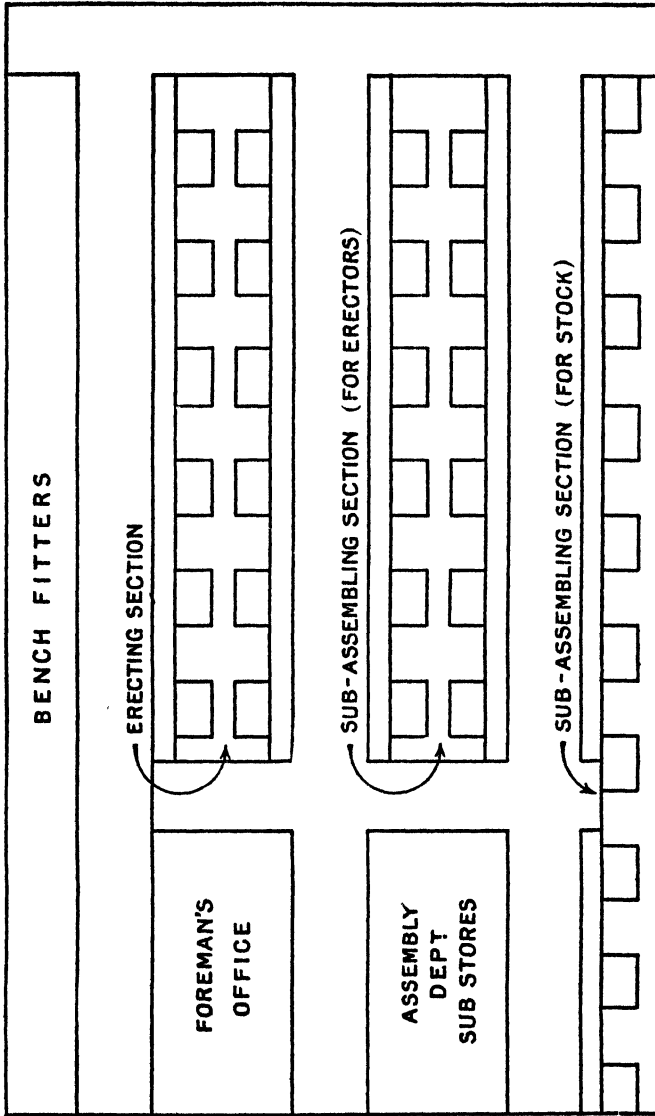 BENCH FITTERS
ERECTING SECTION
SUB-ASSEMBLING SECTION (FOR ERECTORS)
SUB-ASSEMBLING SECTION (FOR STOCK)
FOREMAN'S
OFFICE
ASSEMBLY
DEPT
SUB STORES